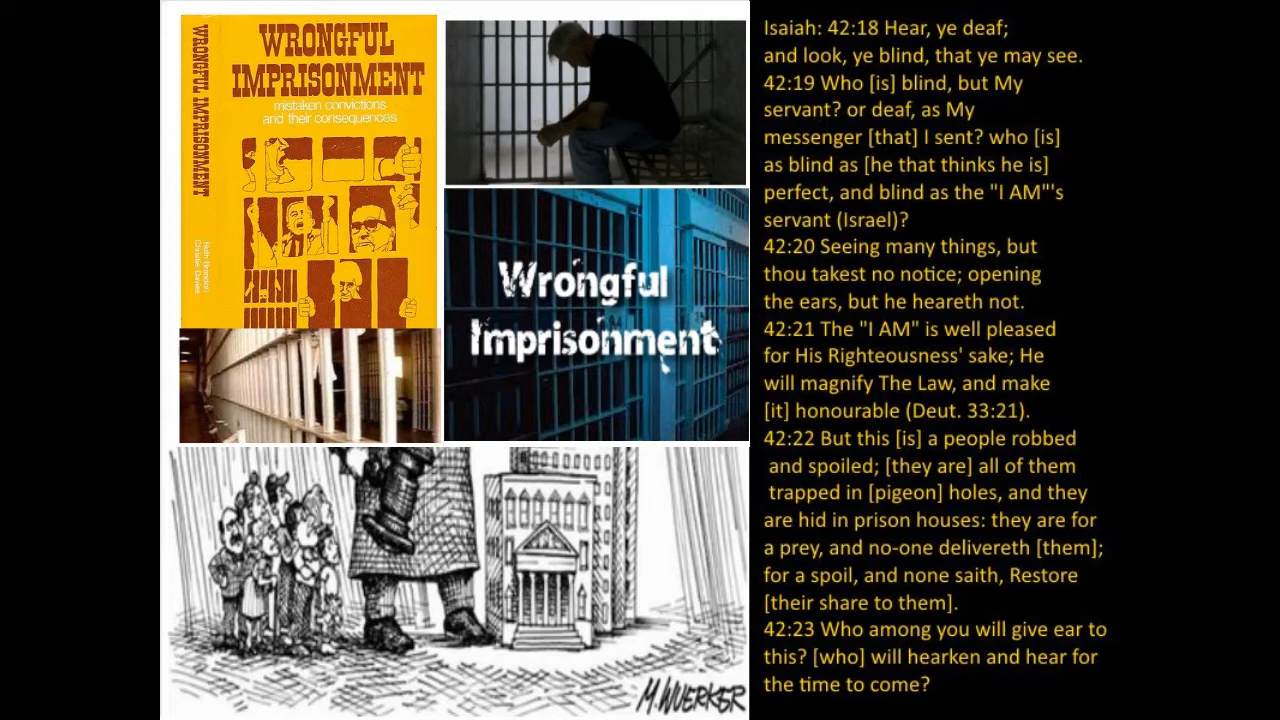 WRONGFUL IMPRISONMENT
Ruth Brandon
Christie Davies
WRONGFUL
IMPRISONMENT
mistaken convictions
and their consequences
Wrongful
Imprisonment
M.WUERKER
Isaiah: 42:18 Hear, ye deaf;
and look, ye blind, that ye may see.
42:19 Who [is] blind, but My
servant? or deaf, as My
messenger [that] I sent? who [is]
as blind as [he that thinks he is]
perfect, and blind as the "I AM"'s
servant (Israel)?
42:20 Seeing many things, but
thou takest no notice; opening
the ears, but he heareth not.
42:21 The "I AM" is well pleased
for His Righteousness' sake; He
will magnify The Law, and make
[it] honourable (Deut. 33:21).
42:22 But this [is] a people robbed
and spoiled; [they are] all of them
trapped in [pigeon] holes, and they
are hid in prison houses: they are for
a prey, and no-one delivereth [them];
for a spoil, and none saith, Restore
[their share to them].
42:23 Who among you will give ear to
this? [who] will hearken and hear for
the time to come?